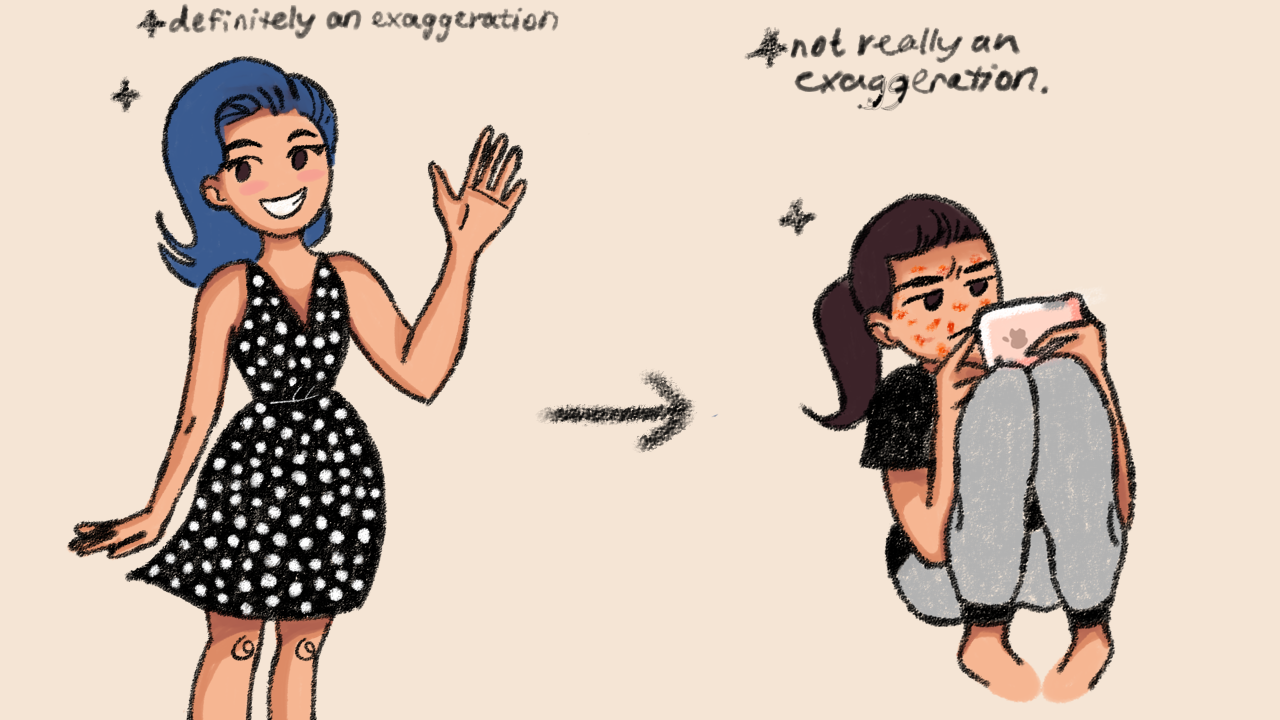 definitely an exaggeration
not really an
exaggeration.